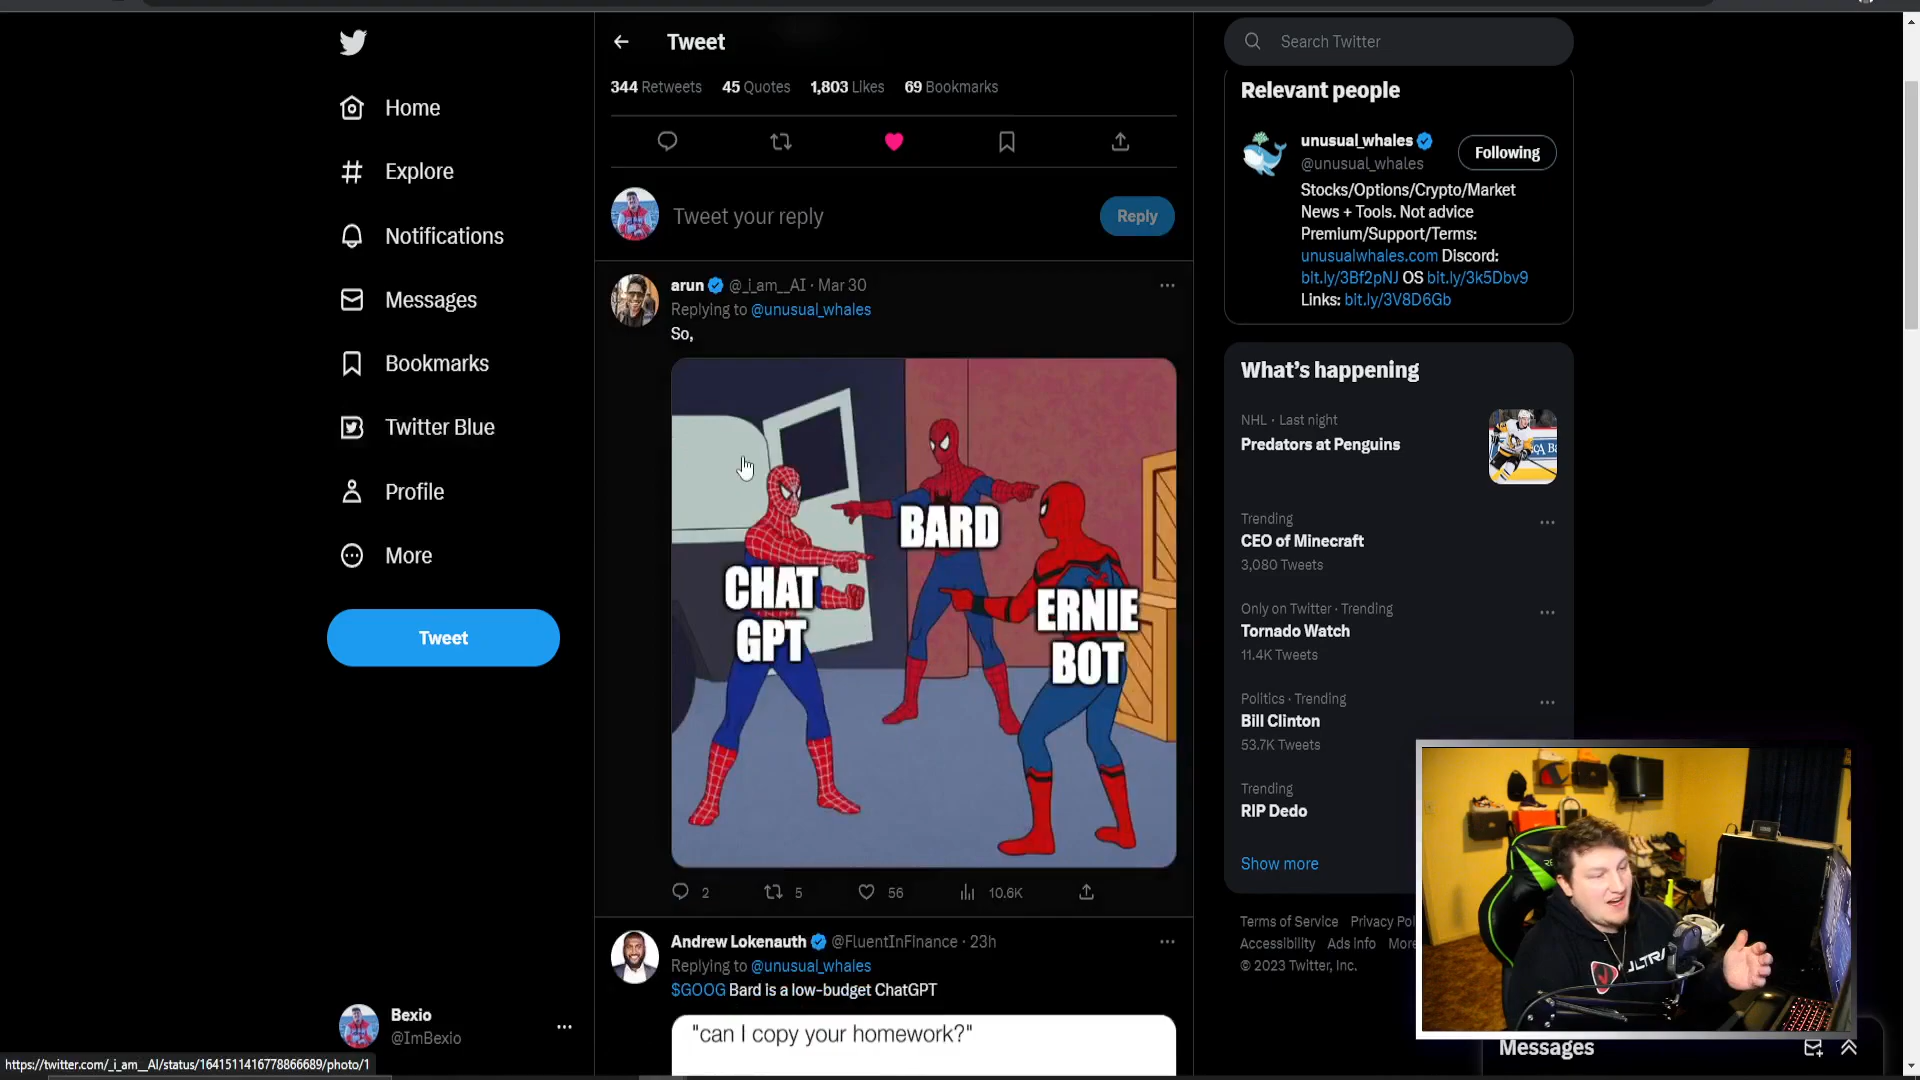 Home
Explore
Notifications
Messages
Bookmarks
Twitter Blue
Profile
More
Tweet
Bexio
@ImBexio
https://twitter.com/_i_am__AI/status/1641511416778866689/photo/1
Tweet
344 Retweets 45 Quotes 1,803 Likes 69 Bookmarks
Tweet your reply
Reply
arun @_i_am__AI · Mar 30
Replying to @unusual_whales
So,
BARD
CHAT
GPT
ERNIE
BOT
2 5 56 10.6K
Andrew Lokenauth @FluentInFinance · 23h
Replying to @unusual_whales
$GOOG Bard is a low-budget ChatGPT
"can I copy your homework?"
Search Twitter
Relevant people
unusual_whales
Following
@unusual_whales
Stocks/Options/Crypto/Market
News + Tools. Not advice
Premium/Support/Terms:
unusualwhales.com Discord:
bit.ly/3Bf2pNJ OS bit.ly/3k5Dbv9
Links: bit.ly/3V8D6Gb
What's happening
NHL · Last night
Predators at Penguins
Trending
CEO of Minecraft
3,080 Tweets
Only on Twitter · Trending
Tornado Watch
11.4K Tweets
Politics · Trending
Bill Clinton
53.7K Tweets
Trending
RIP Dedo
Show more
Terms of Service Privacy Pol
Accessibility Ads info More
© 2023 Twitter, Inc.
ULTRA
Messages